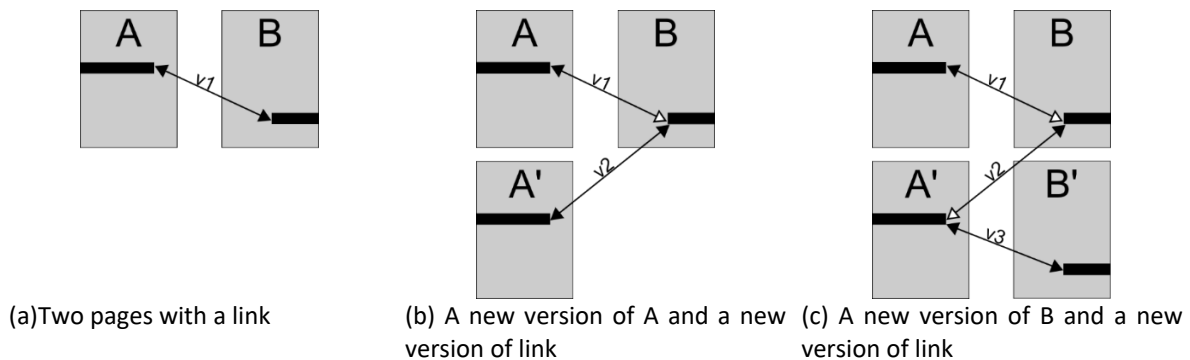 A B
v1
A B
v1
v2
A'
A B
v1
v2
A' B'
v3
(a)Two pages with a link
(b) A new version of A and a new
version of link
(c) A new version of B and a new
version of link